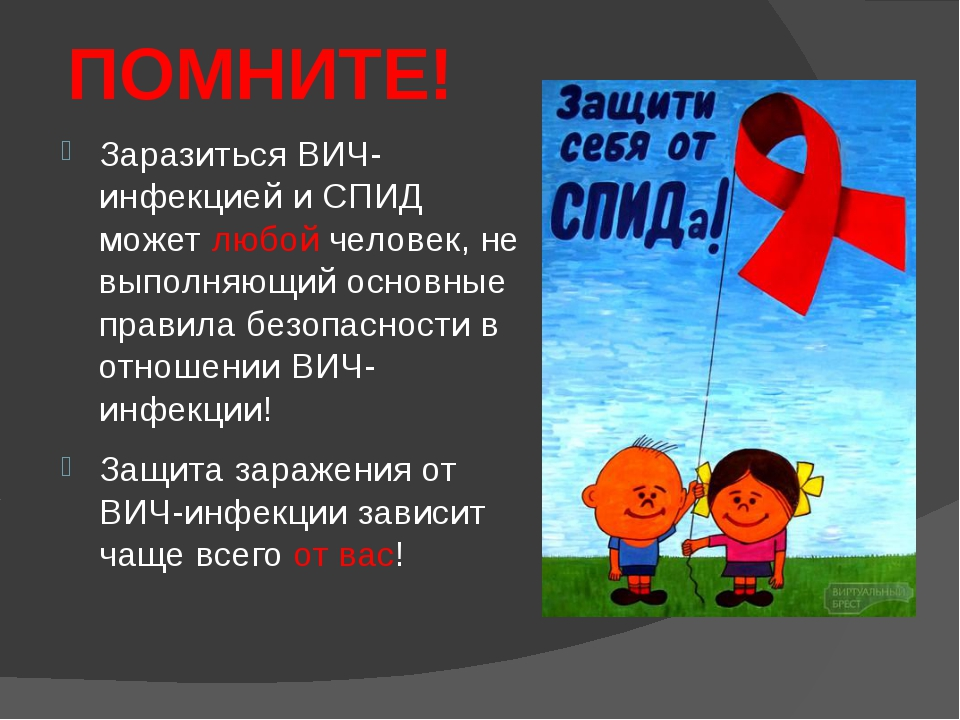 ПОМНИТЕ!
Заразиться ВИЧ-
инфекцией и СПИД
может любой человек, не
выполняющий основные
правила безопасности в
отношении ВИЧ-
инфекции!
Защита заражения от
ВИЧ-инфекции зависит
чаще всего от вас!
Защити
себя от
СПИДа!
ВИРТУАЛЬНЫЙ
БРЕСТ